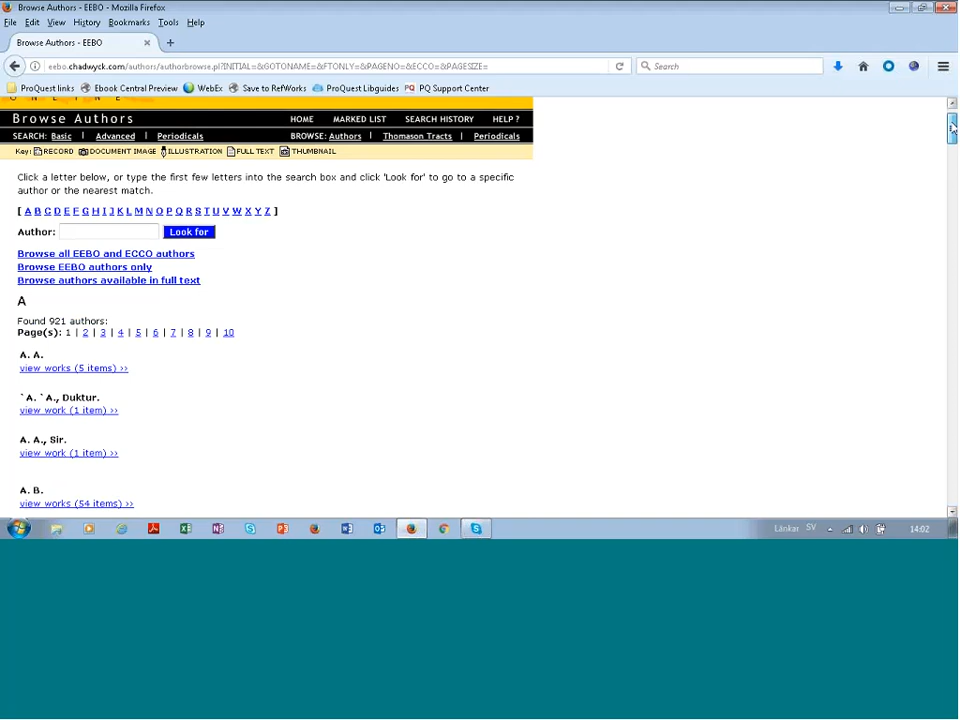 Browse Authors - EEBO - Mozilla Firefox
File Edit View History Bookmarks Tools Help
Browse Authors - EEBO × +
eebo.chadwyck.com/authors/authorbrowse.pl?INITIAL=&GOTONAME=&FTONLY=&PAGENO=&ECCO=&PAGESIZE= Search
ProQuest links Ebook Central Preview WebEx Save to RefWorks ProQuest Libguides PQ PQ Support Center
O N L I N E
Browse Authors HOME MARKED LIST SEARCH HISTORY HELP ?
SEARCH: Basic | Advanced | Periodicals BROWSE: Authors | Thomason Tracts | Periodicals
Key: RECORD DOCUMENT IMAGE ILLUSTRATION FULL TEXT THUMBNAIL
Click a letter below, or type the first few letters into the search box and click 'Look for' to go to a specific
author or the nearest match.
[ A B C D E F G H I J K L M N O P Q R S T U V W X Y Z ]
Author: Look for
Browse all EEBO and ECCO authors
Browse EEBO authors only
Browse authors available in full text
A
Found 921 authors:
Page(s): 1 | 2 | 3 | 4 | 5 | 6 | 7 | 8 | 9 | 10
A. A.
view works (5 items) >>
`A. `A., Duktur.
view work (1 item) >>
A. A., Sir.
view work (1 item) >>
A. B.
view works (54 items) >>
Länkar SV 14:02